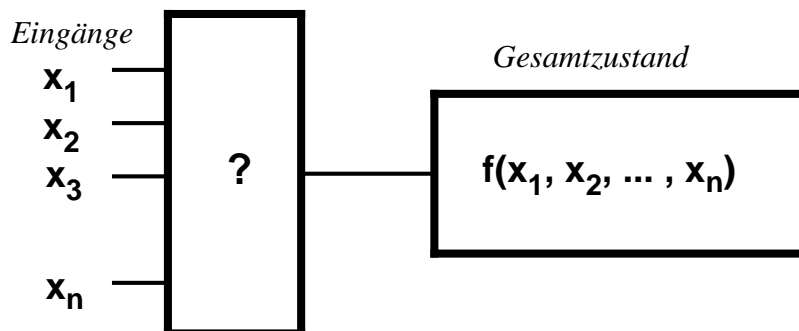 Eingänge
x1
x2
x3
xn
?
Gesamtzustand
f(x1, x2, ... , xn)